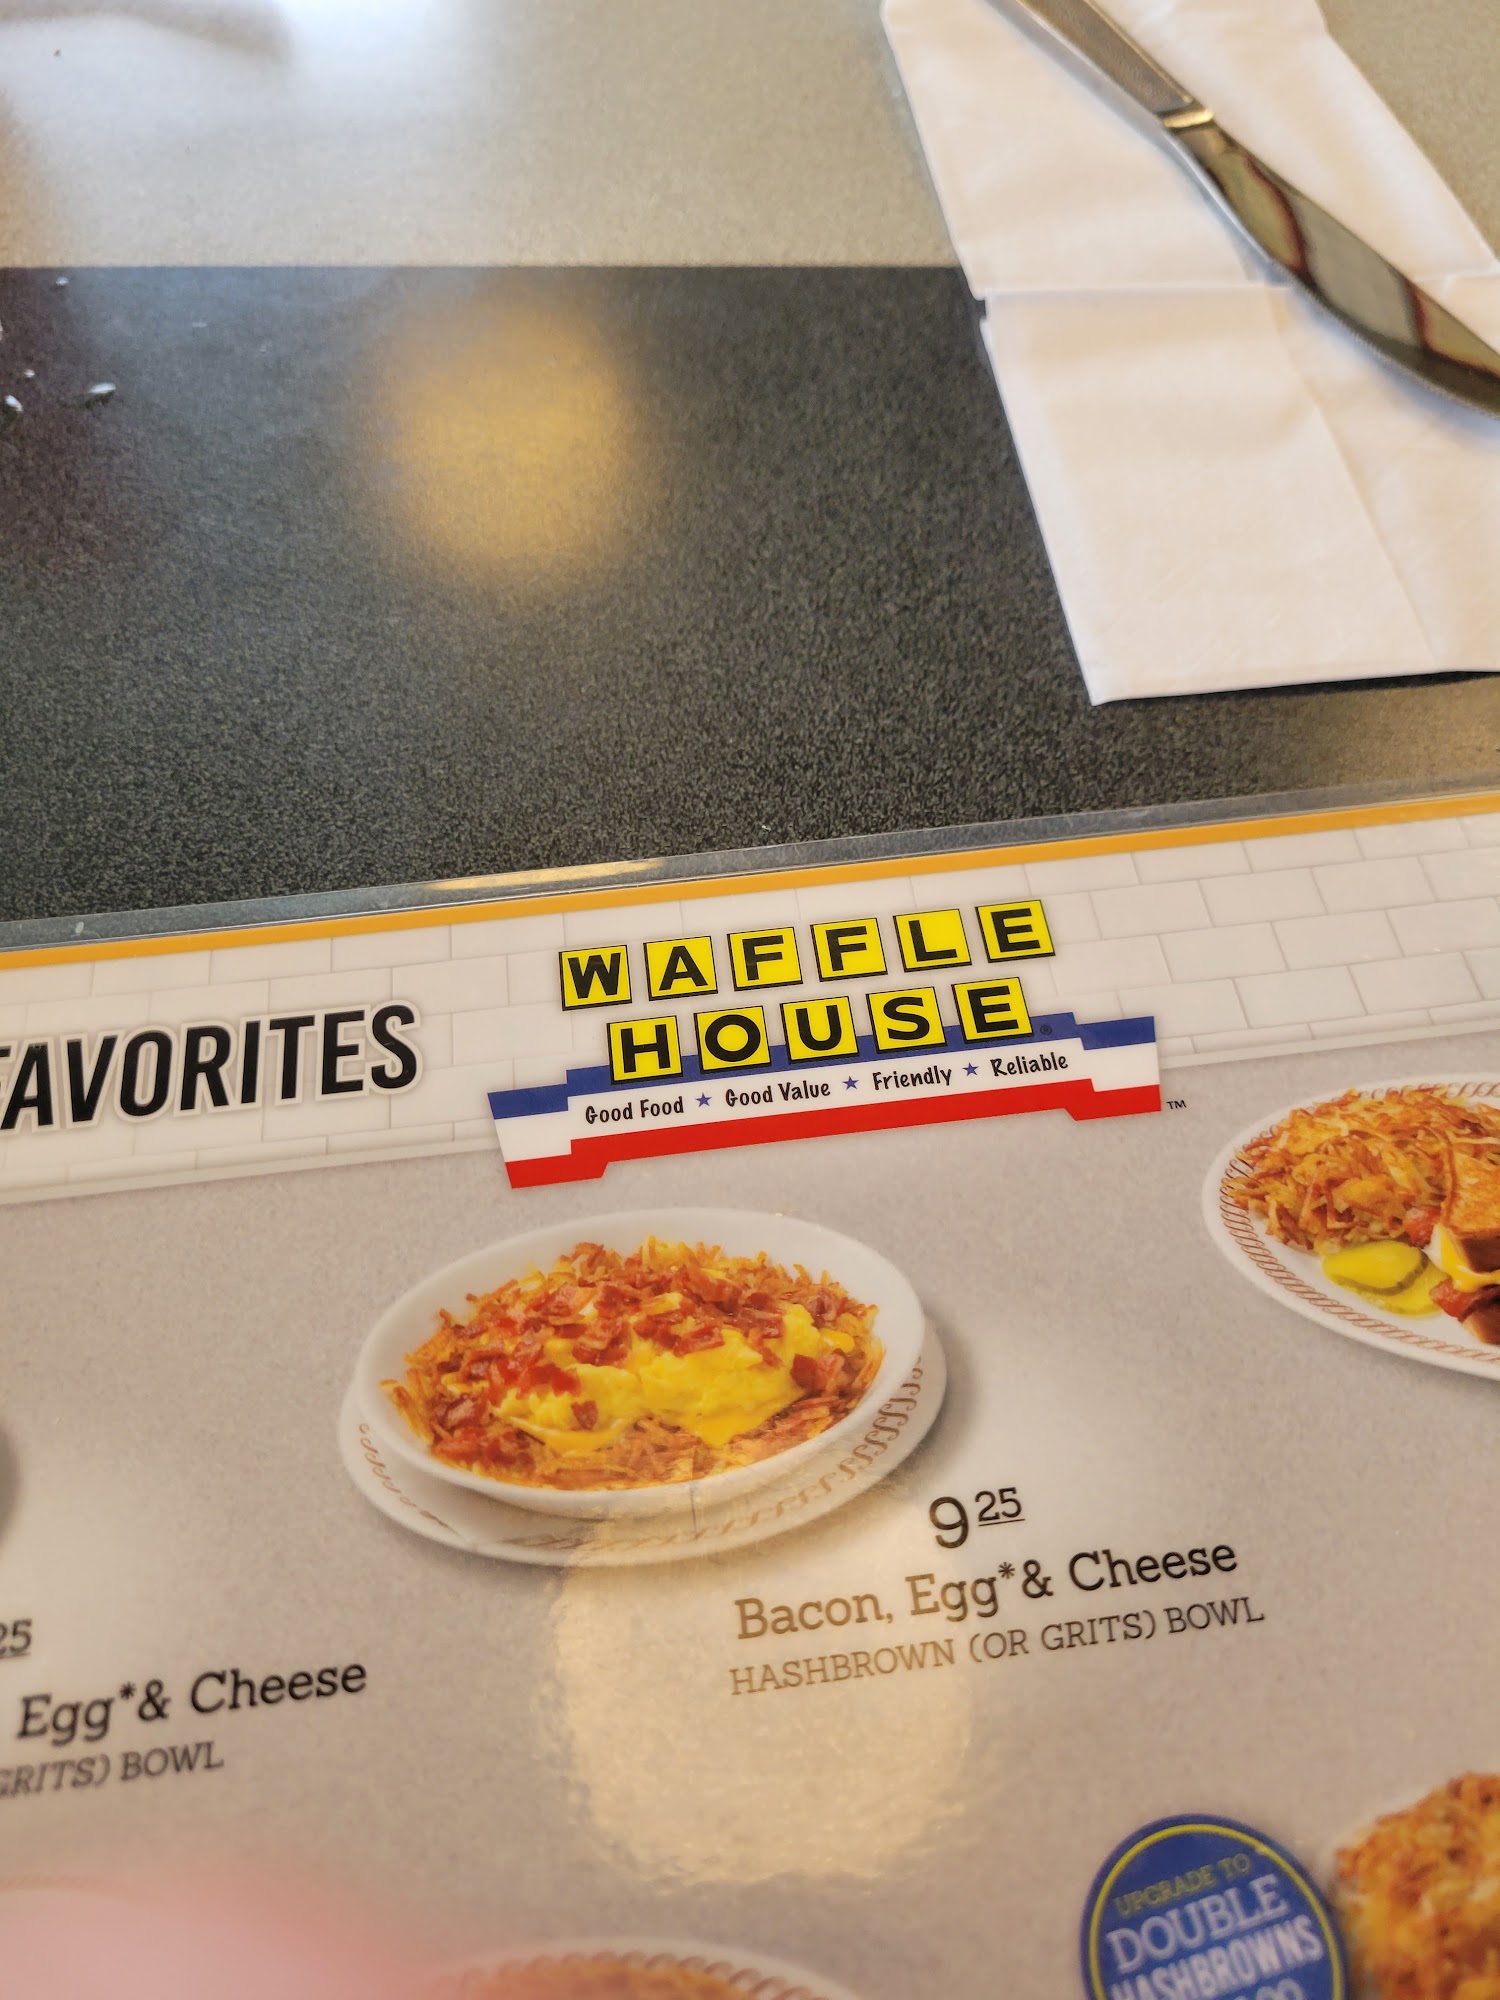 FAVORITES
WAFFLE
HOUSE®
Good Food ★ Good Value ★ Friendly ★ Reliable
™
9 25
Bacon, Egg*& Cheese
HASHBROWN (OR GRITS) BOWL
25
Egg*& Cheese
GRITS) BOWL
UPGRADE TO
DOUBLE
HASHBROWNS